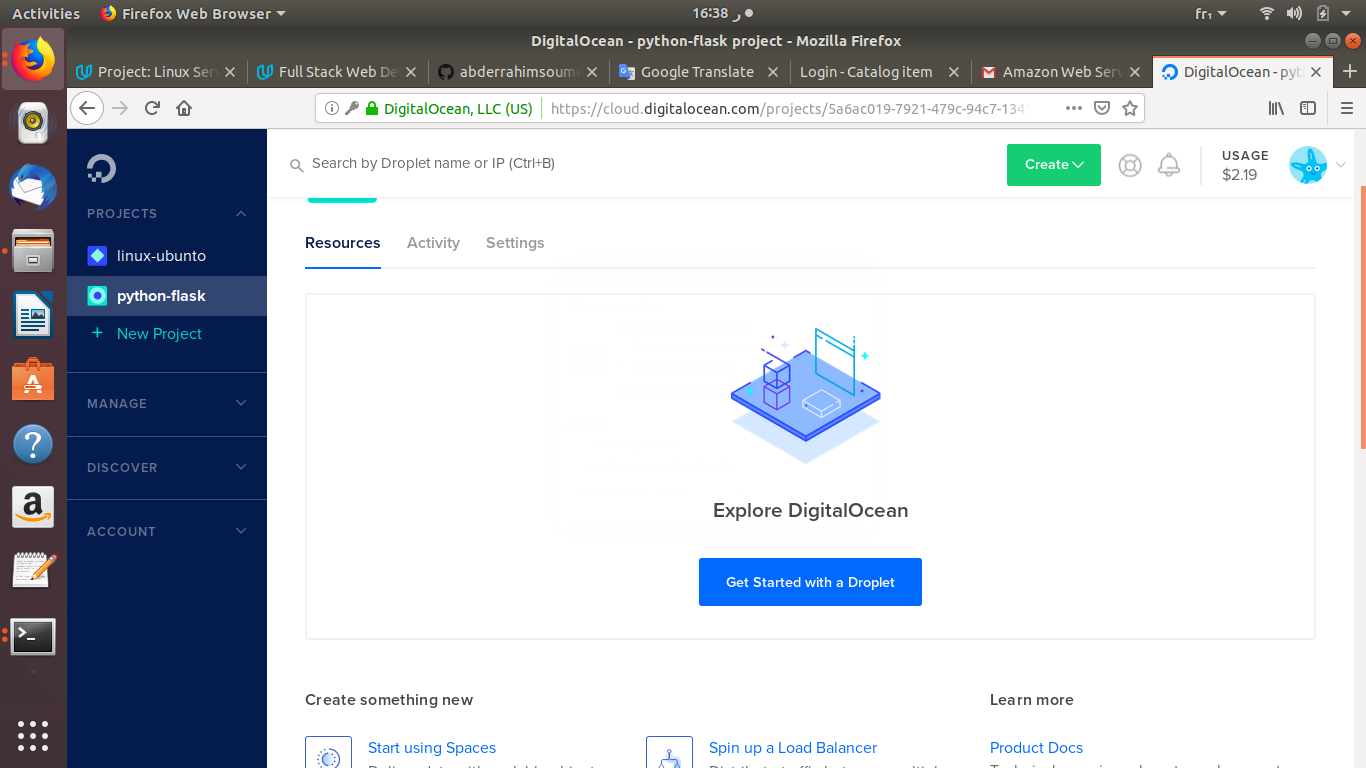 Activities Firefox Web Browser 16:38 ر fr₁
DigitalOcean - python-flask project - Mozilla Firefox
Project: Linux Ser Full Stack Web De abderrahimsoum Google Translate Login - Catalog item Amazon Web Serv DigitalOcean - pyt
DigitalOcean, LLC (US) https://cloud.digitalocean.com/projects/5a6ac019-7921-479c-94c7-134
Search by Droplet name or IP (Ctrl+B) Create USAGE
$2.19
PROJECTS
linux-ubunto
python-flask
+ New Project
MANAGE
DISCOVER
ACCOUNT
Resources Activity Settings
Explore DigitalOcean
Get Started with a Droplet
Create something new
Learn more
Start using Spaces
Spin up a Load Balancer
Product Docs